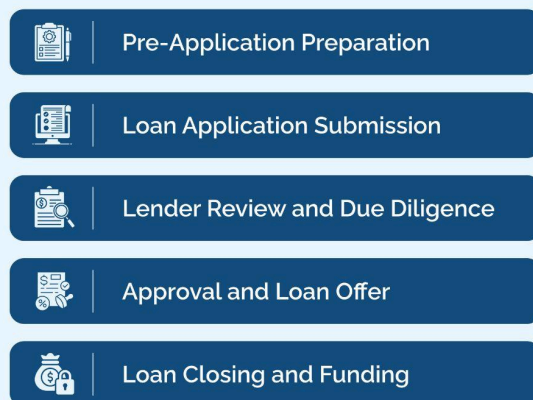 Pre-Application Preparation
Loan Application Submission
Lender Review and Due Diligence
Approval and Loan Offer
Loan Closing and Funding